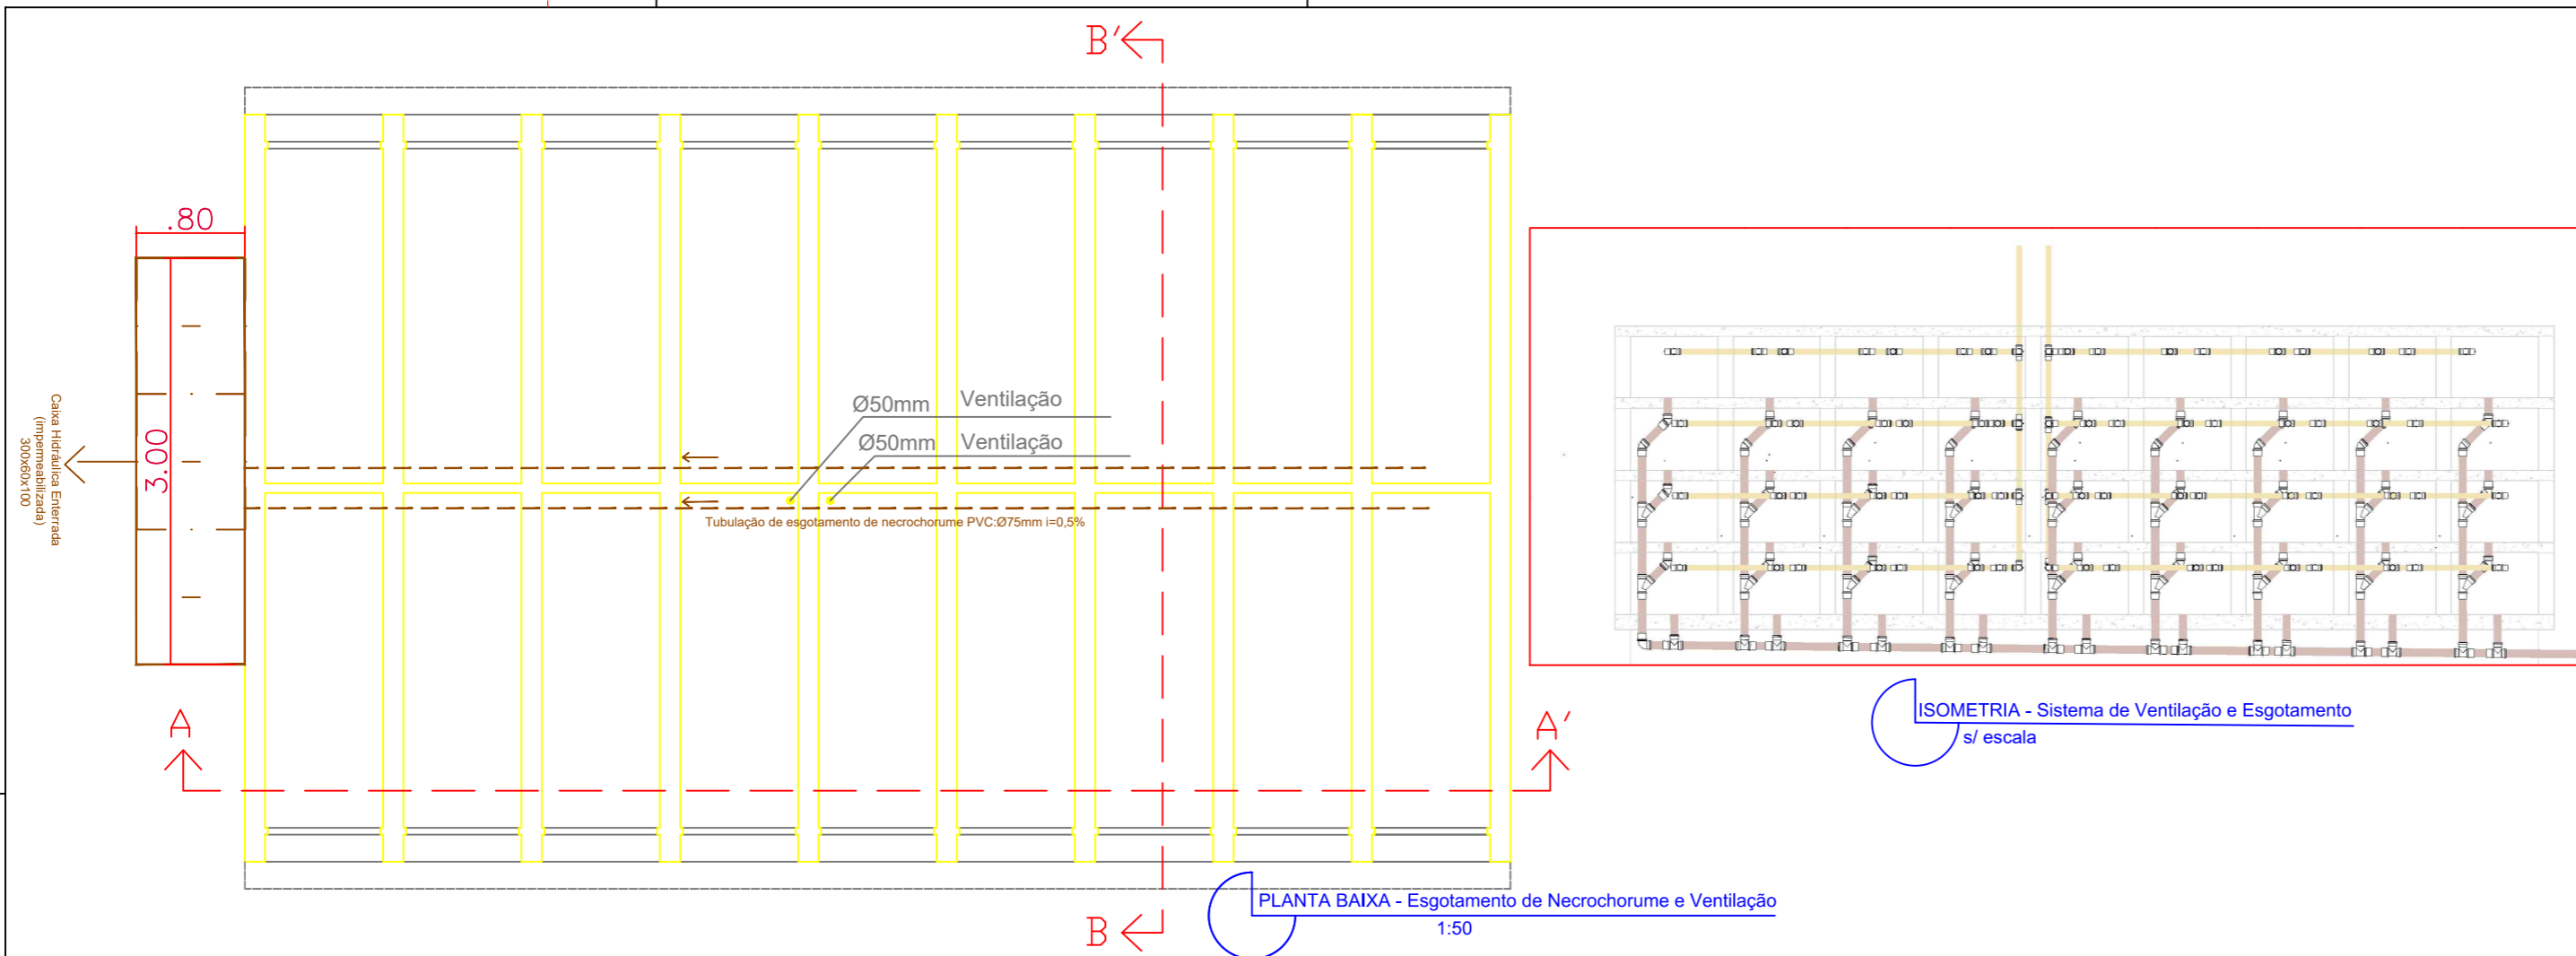 B'
.80
3.00
Caixa Hidráulica Enterrada
(impermeabilizada)
300x60x100
Ø50mm Ventilação
Ø50mm Ventilação
Tubulação de esgotamento de necrochorume PVC:Ø75mm i=0,5%
A
A'
B
PLANTA BAIXA - Esgotamento de Necrochorume e Ventilação
1:50
ISOMETRIA - Sistema de Ventilação e Esgotamento
s/ escala